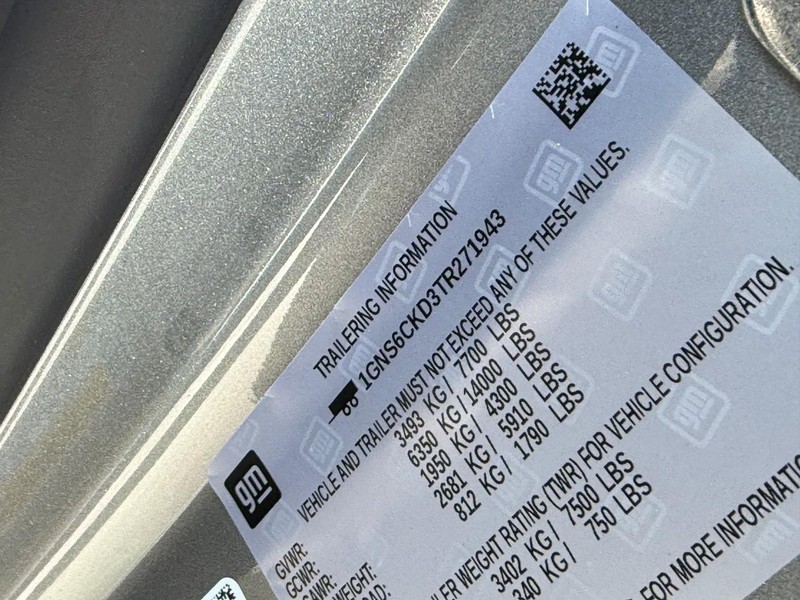 TRAILERING INFORMATION
1GNS6CKD3TR271943
VEHICLE AND TRAILER MUST NOT EXCEED ANY OF THESE VALUES.
GVWR: 3493 KG/ 7700 LBS
GCWR: 6350 KG/ 14000 LBS
1950 KG/ 4300 LBS
2681 KG/ 5910 LBS
812 KG/ 1790 LBS
WEIGHT RATING (TWR) FOR VEHICLE CONFIGURATION.
3402 KG/ 7500 LBS
340 KG/ 750 LBS
FOR MORE INFORMATION
gm